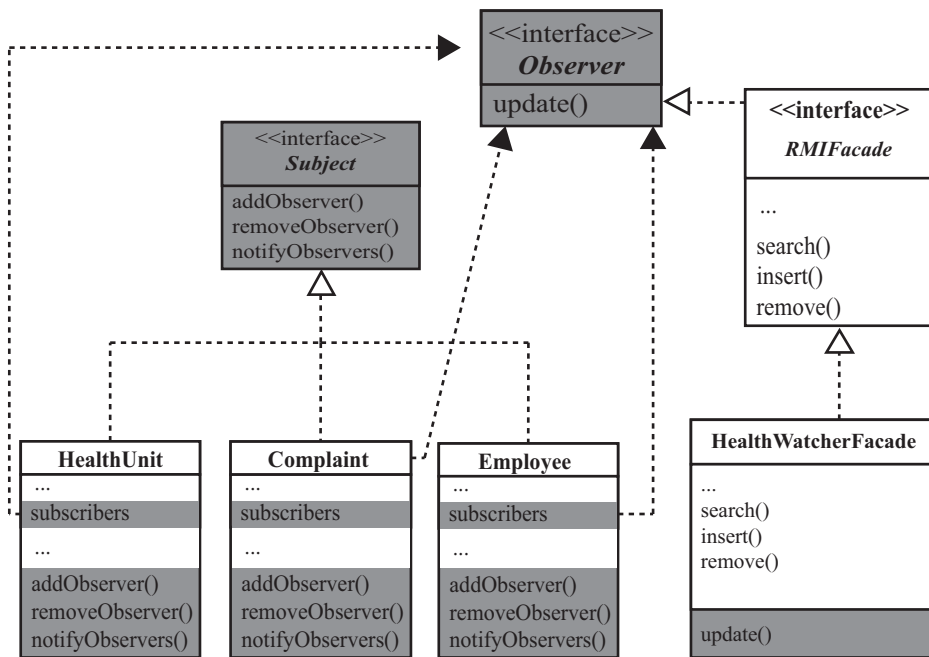 <<interface>>
Observer
update()
<<interface>>
Subject
addObserver()
removeObserver()
notifyObservers()
<<interface>>
RMIFacade
...
search()
insert()
remove()
HealthUnit
...
subscribers
...
addObserver()
removeObserver()
notifyObservers()
Complaint
...
subscribers
...
addObserver()
removeObserver()
notifyObservers()
Employee
...
subscribers
...
addObserver()
removeObserver()
notifyObservers()
HealthWatcherFacade
...
search()
insert()
remove()
update()